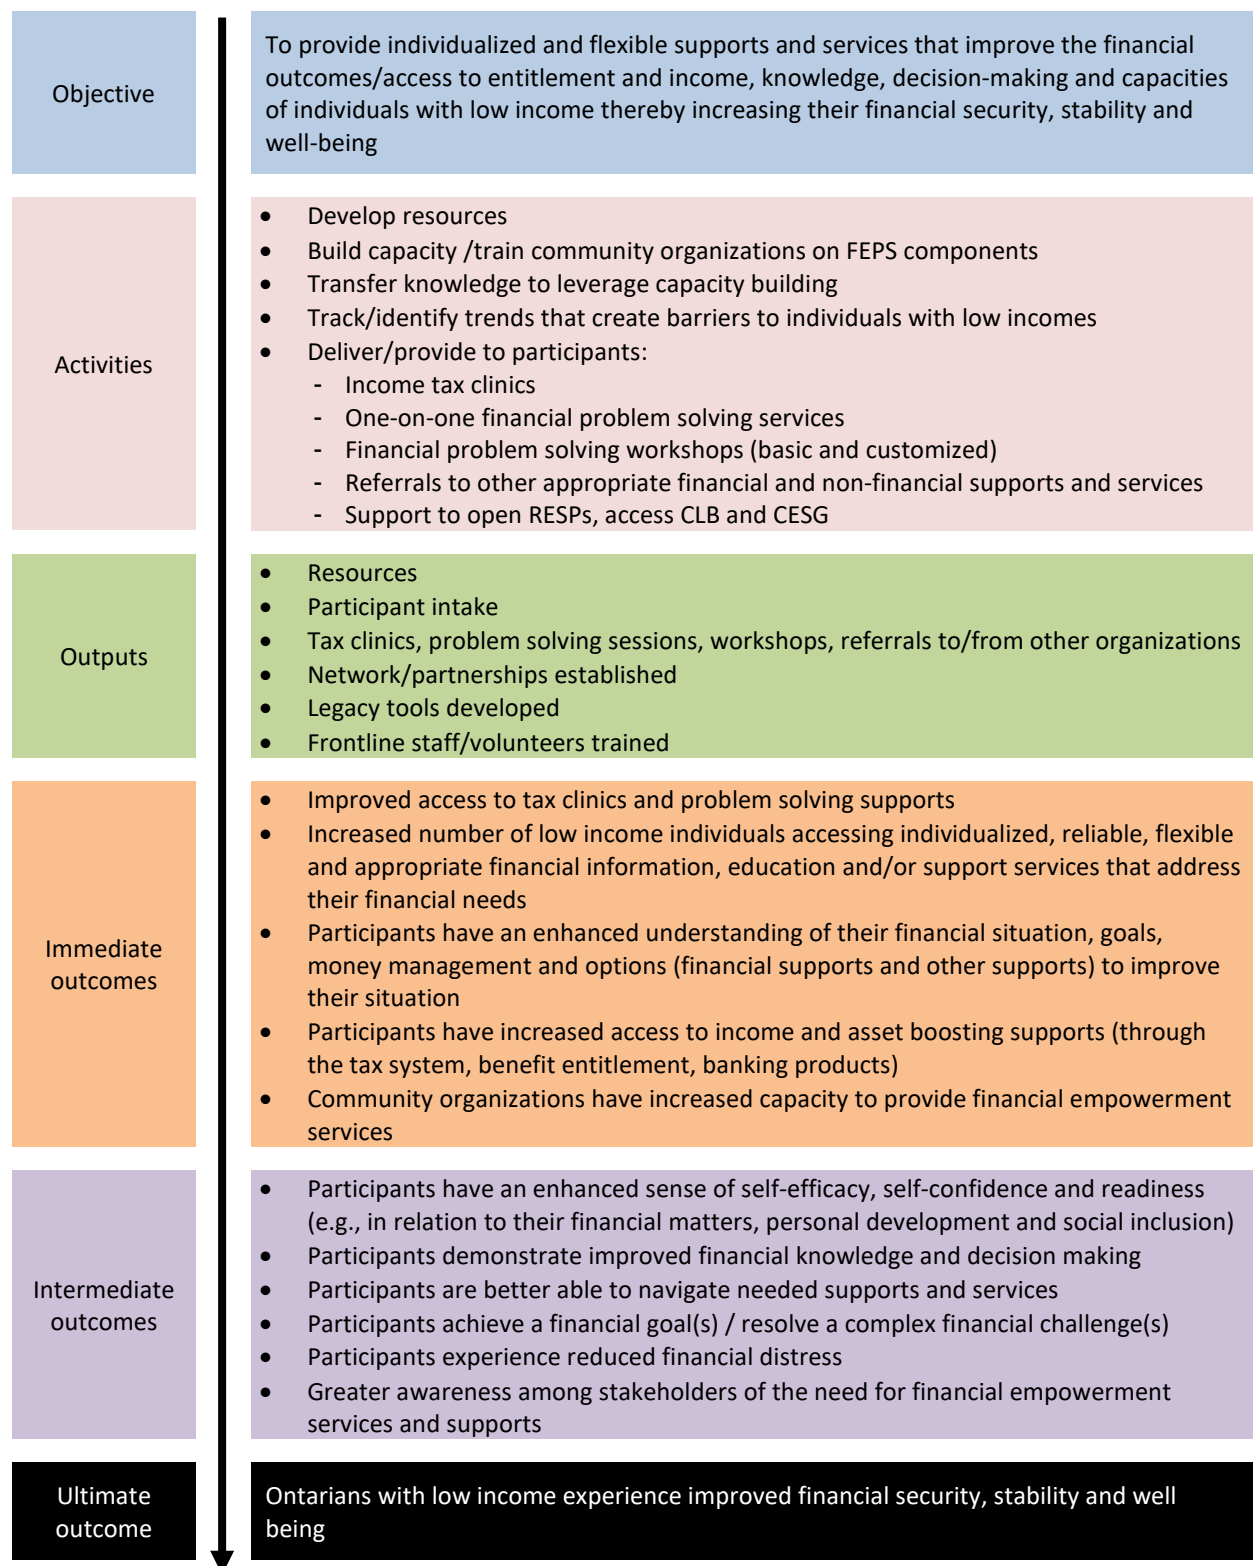 Objective
To provide individualized and flexible supports and services that improve the financial
outcomes/access to entitlement and income, knowledge, decision-making and capacities
of individuals with low income thereby increasing their financial security, stability and
well-being
Activities
• Develop resources
• Build capacity /train community organizations on FEPS components
• Transfer knowledge to leverage capacity building
• Track/identify trends that create barriers to individuals with low incomes
• Deliver/provide to participants:
- Income tax clinics
- One-on-one financial problem solving services
- Financial problem solving workshops (basic and customized)
- Referrals to other appropriate financial and non-financial supports and services
- Support to open RESPs, access CLB and CESG
Outputs
• Resources
• Participant intake
• Tax clinics, problem solving sessions, workshops, referrals to/from other organizations
• Network/partnerships established
• Legacy tools developed
• Frontline staff/volunteers trained
Immediate
outcomes
• Improved access to tax clinics and problem solving supports
• Increased number of low income individuals accessing individualized, reliable, flexible
and appropriate financial information, education and/or support services that address
their financial needs
• Participants have an enhanced understanding of their financial situation, goals,
money management and options (financial supports and other supports) to improve
their situation
• Participants have increased access to income and asset boosting supports (through
the tax system, benefit entitlement, banking products)
• Community organizations have increased capacity to provide financial empowerment
services
Intermediate
outcomes
• Participants have an enhanced sense of self-efficacy, self-confidence and readiness
(e.g., in relation to their financial matters, personal development and social inclusion)
• Participants demonstrate improved financial knowledge and decision making
• Participants are better able to navigate needed supports and services
• Participants achieve a financial goal(s) / resolve a complex financial challenge(s)
• Participants experience reduced financial distress
• Greater awareness among stakeholders of the need for financial empowerment
services and supports
Ultimate
outcome
Ontarians with low income experience improved financial security, stability and well
being